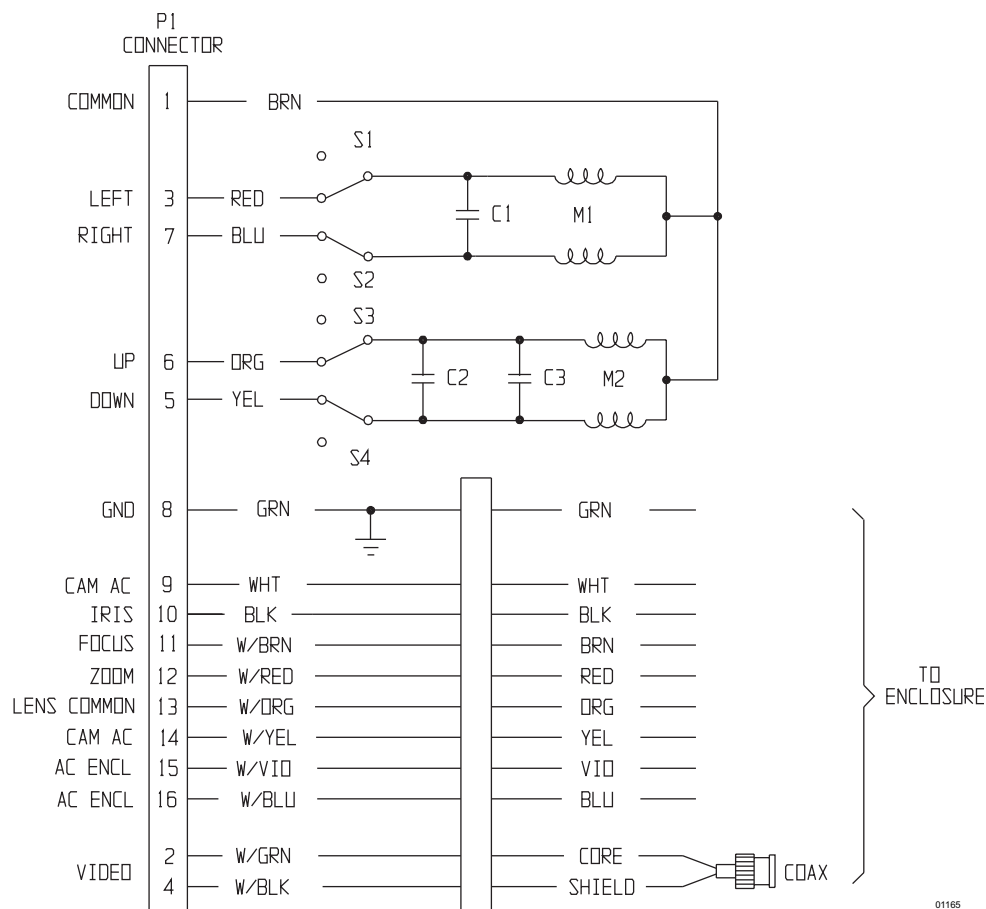 P1
CONNECTOR
COMMON 1 BRN
S1
LEFT 3 RED
C1 M1
RIGHT 7 BLU
S2
S3
UP 6 ORG
C2 C3 M2
DOWN 5 YEL
S4
GND 8 GRN GRN
CAM AC 9 WHT WHT
IRIS 10 BLK BLK
FOCUS 11 W/BRN BRN
ZOOM 12 W/RED RED
LENS COMMON 13 W/ORG ORG
CAM AC 14 W/YEL YEL
AC ENCL 15 W/VIO VIO
AC ENCL 16 W/BLU BLU
TO
ENCLOSURE
VIDEO
2 W/GRN CORE
4 W/BLK SHIELD
COAX
01165